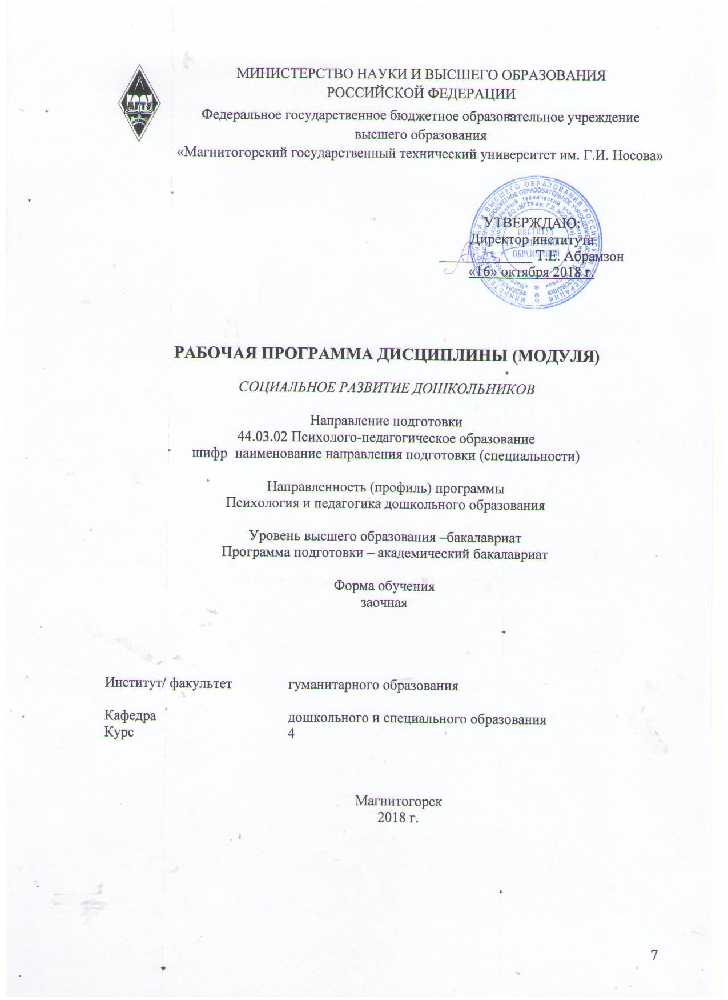 МИНИСТЕРСТВО НАУКИ И ВЫСШЕГО ОБРАЗОВАНИЯ
РОССИЙСКОЙ ФЕДЕРАЦИИ
МГТУ
Федеральное государственное бюджетное образовательное учреждение
высшего образования
«Магнитогорский государственный технический университет им. Г.И. Носова»
УТВЕРЖДАЮ:
Директор института
Т.Е. Абрамзон
«16» октября 2018 г.
ИНСТИТУТ
ОБРАЗОВАНИЯ
РАБОЧАЯ ПРОГРАММА ДИСЦИПЛИНЫ (МОДУЛЯ)
СОЦИАЛЬНОЕ РАЗВИТИЕ ДОШКОЛЬНИКОВ
Направление подготовки
44.03.02 Психолого-педагогическое образование
шифр наименование направления подготовки (специальности)
Направленность (профиль) программы
Психология и педагогика дошкольного образования
Уровень высшего образования –бакалавриат
Программа подготовки – академический бакалавриат
Форма обучения
заочная
Институт/ факультет гуманитарного образования
Кафедра дошкольного и специального образования
Курс 4
Магнитогорск
2018 г.
7